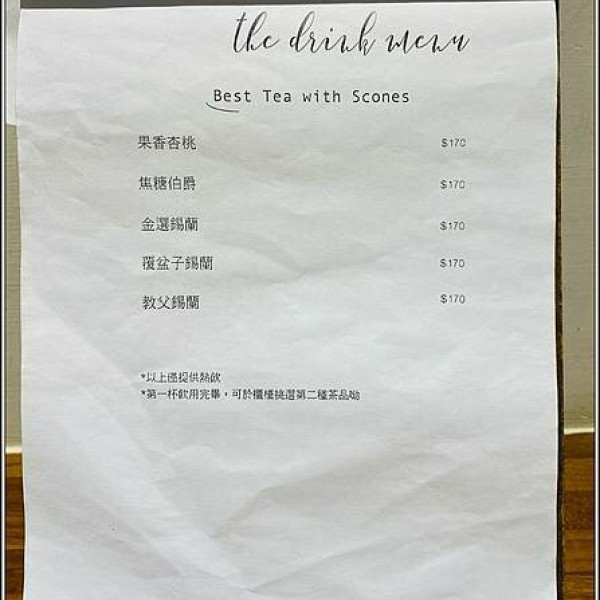 the drink menu
Best Tea with Scones
果香杏桃 $170
焦糖伯爵 $170
金選錫蘭 $170
覆盆子錫蘭 $170
教父錫蘭 $170
*以上僅提供熱飲
*第一杯飲用完畢，可於櫃檯挑選第二種茶品呦